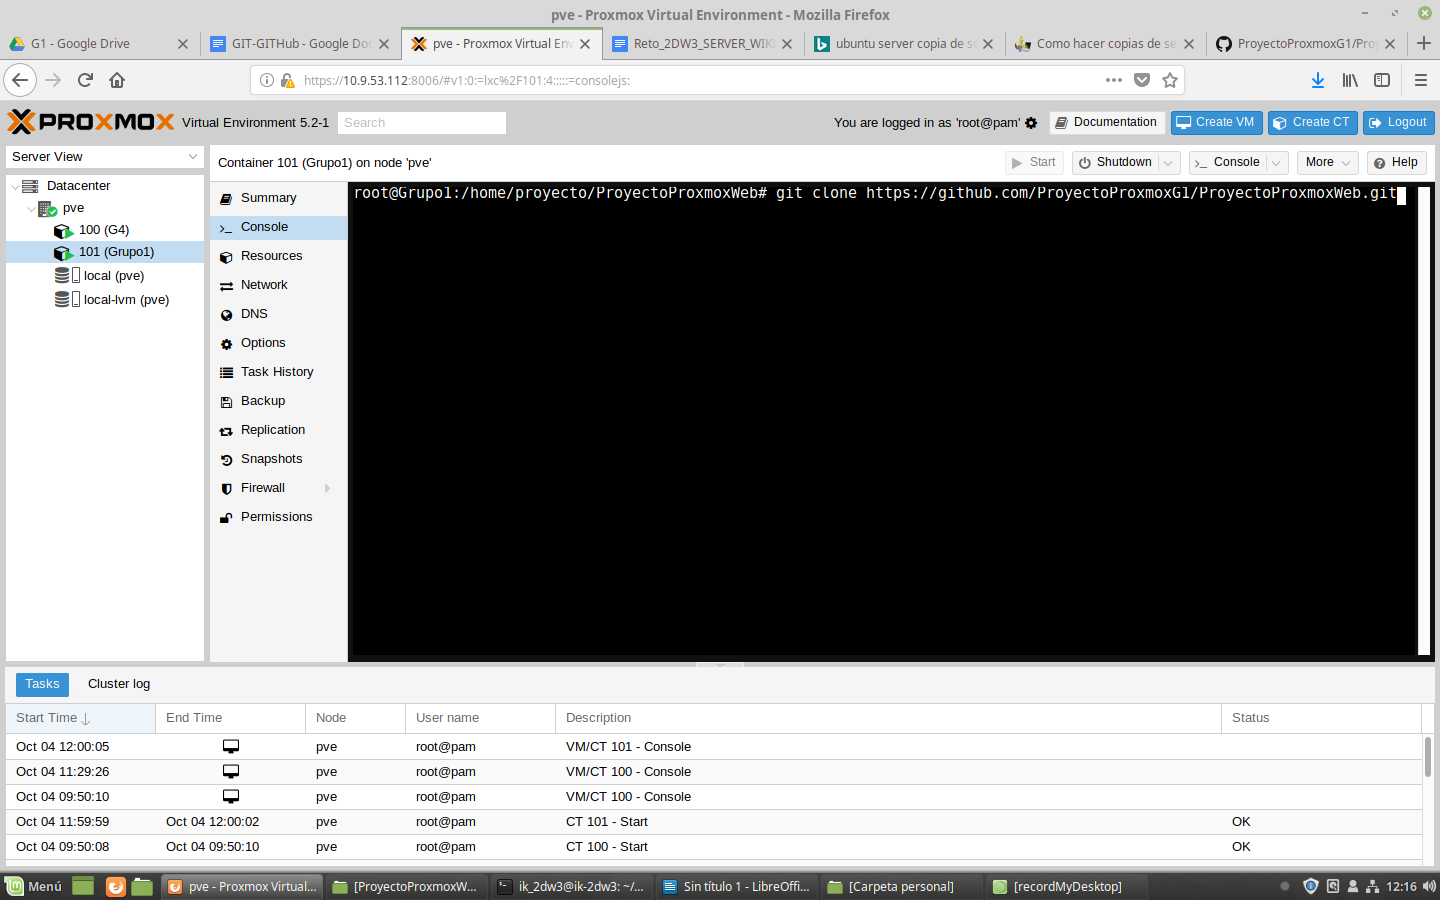 pve - Proxmox Virtual Environment - Mozilla Firefox
G1 - Google Drive
GIT-GITHub - Google Doc
pve - Proxmox Virtual Env
Reto_2DW3_SERVER_WIKI
ubuntu server copia de se
Como hacer copias de se
ProyectoProxmoxG1/Proy
https://10.9.53.112:8006/#v1:0:=lxc%2F101:4:::::=consolejs:
PROXMOX Virtual Environment 5.2-1
Search
You are logged in as 'root@pam'
Documentation
Create VM
Create CT
Logout
Server View
Container 101 (Grupo1) on node 'pve'
Start
Shutdown
Console
More
Help
Datacenter
pve
100 (G4)
101 (Grupo1)
local (pve)
local-lvm (pve)
Summary
Console
Resources
Network
DNS
Options
Task History
Backup
Replication
Snapshots
Firewall
Permissions
root@Grupo1:/home/proyecto/ProyectoProxmoxWeb# git clone https://github.com/ProyectoProxmoxG1/ProyectoProxmoxWeb.git
Tasks
Cluster log
Start Time End Time Node User name Description Status
Oct 04 12:00:05 pve root@pam VM/CT 101 - Console
Oct 04 11:29:26 pve root@pam VM/CT 100 - Console
Oct 04 09:50:10 pve root@pam VM/CT 100 - Console
Oct 04 11:59:59 Oct 04 12:00:02 pve root@pam CT 101 - Start OK
Oct 04 09:50:08 Oct 04 09:50:10 pve root@pam CT 100 - Start OK
Menú
pve - Proxmox Virtual...
[ProyectoProxmoxW...
ik_2dw3@ik-2dw3: ~/...
Sin título 1 - LibreOffi...
[Carpeta personal]
[recordMyDesktop]
12:16